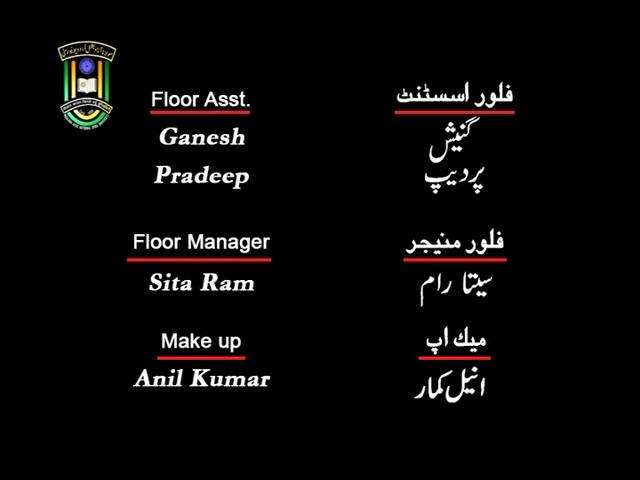 Floor Asst.
فلور اسسٹنٹ
Ganesh
گنیش
Pradeep
پردیپ
Floor Manager
فلور منیجر
Sita Ram
سیتا رام
Make up
میک اپ
Anil Kumar
انیل کمار